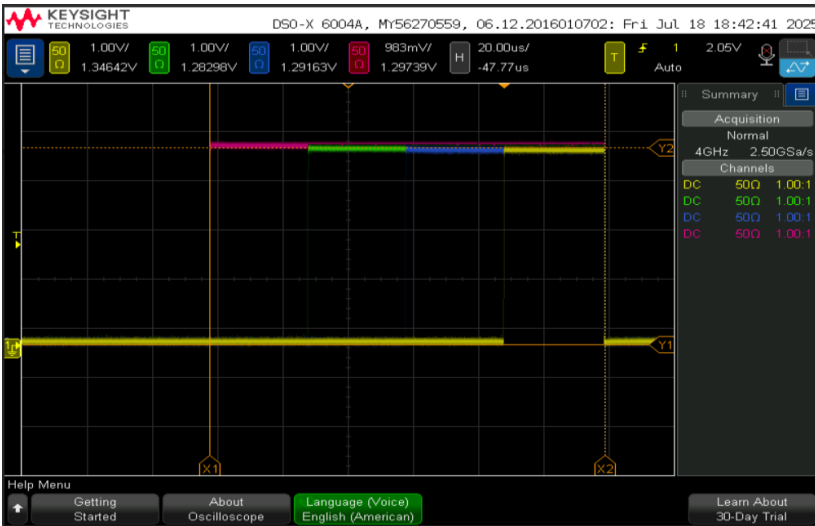 KEYSIGHT
TECHNOLOGIES
DSO-X 6004A, MY56270559, 06.12.2016010702: Fri Jul 18 18:42:41 2025
50Ω 1.00V/ 50Ω 1.00V/ 50Ω 1.00V/ 50Ω 983mV/ H 20.00us/ T 1 2.05V
1.34642V 1.28298V 1.29163V 1.29739V -47.77us Auto
Summary
Acquisition
Normal
4GHz 2.50GSa/s
Channels
DC 50Ω 1.00:1
DC 50Ω 1.00:1
DC 50Ω 1.00:1
DC 50Ω 1.00:1
Y2
T
1
Y1
X1 X2
Help Menu
Getting Started
About Oscilloscope
Language (Voice)
English (American)
Learn About
30-Day Trial